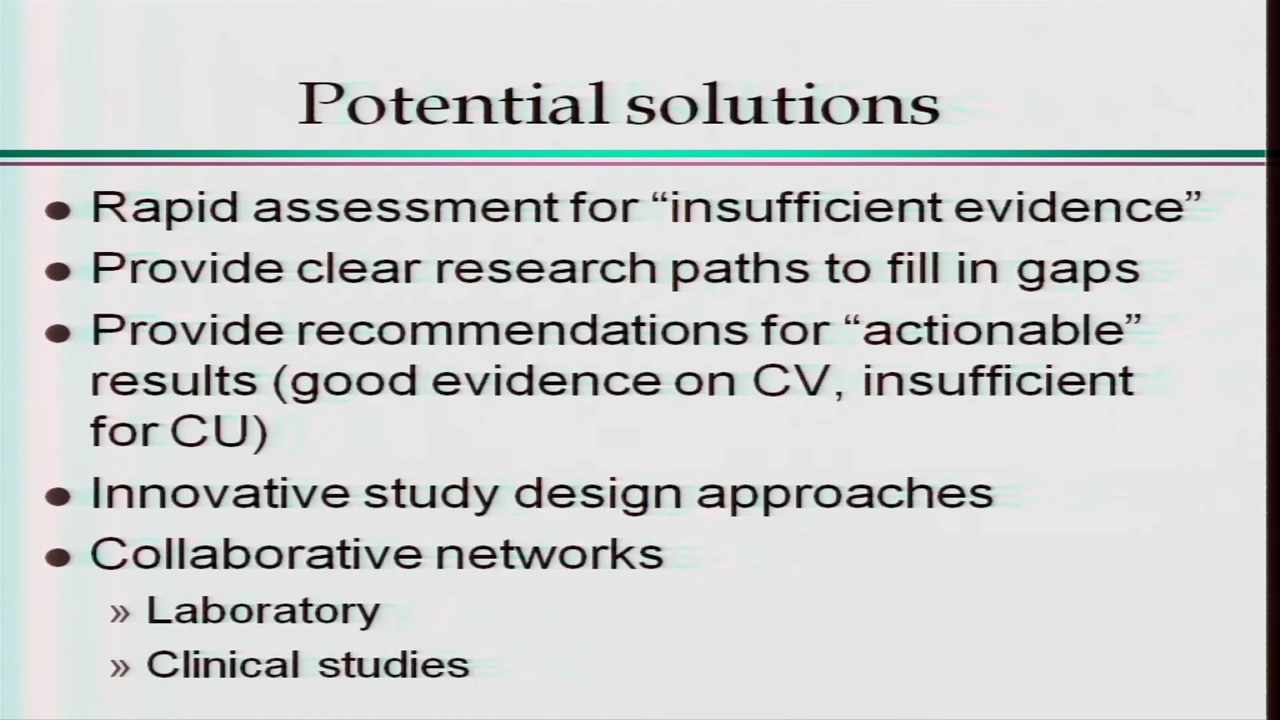 Potential solutions
● Rapid assessment for “insufficient evidence”
● Provide clear research paths to fill in gaps
● Provide recommendations for “actionable”
results (good evidence on CV, insufficient
for CU)
● Innovative study design approaches
● Collaborative networks
» Laboratory
» Clinical studies